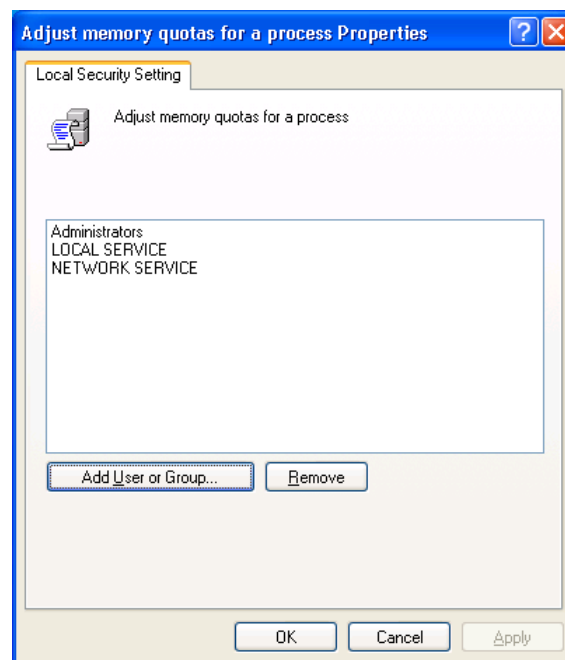 Adjust memory quotas for a process Properties
?
X
Local Security Setting
Adjust memory quotas for a process
Administrators
LOCAL SERVICE
NETWORK SERVICE
Add User or Group...
Remove
OK
Cancel
Apply